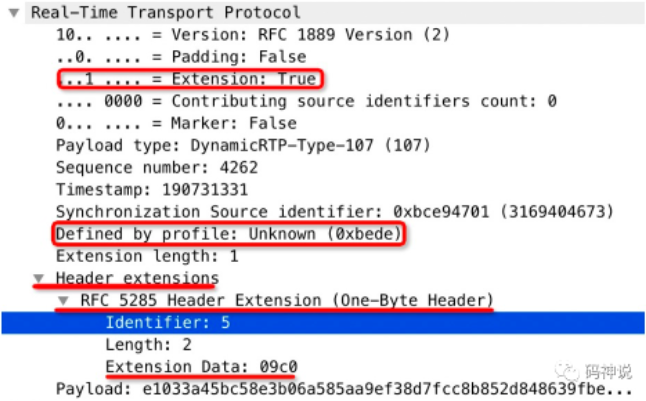 Real-Time Transport Protocol
10.. .... = Version: RFC 1889 Version (2)
..0. .... = Padding: False
...1 .... = Extension: True
.... 0000 = Contributing source identifiers count: 0
0... .... = Marker: False
Payload type: DynamicRTP-Type-107 (107)
Sequence number: 4262
Timestamp: 190731331
Synchronization Source identifier: 0xbce94701 (3169404673)
Defined by profile: Unknown (0xbede)
Extension length: 1
Header extensions
RFC 5285 Header Extension (One-Byte Header)
Identifier: 5
Length: 2
Extension Data: 09c0
码神说
Payload: e1033a45bc58e3b06a585aa9ef38d7fcc8b852d848639fbe...